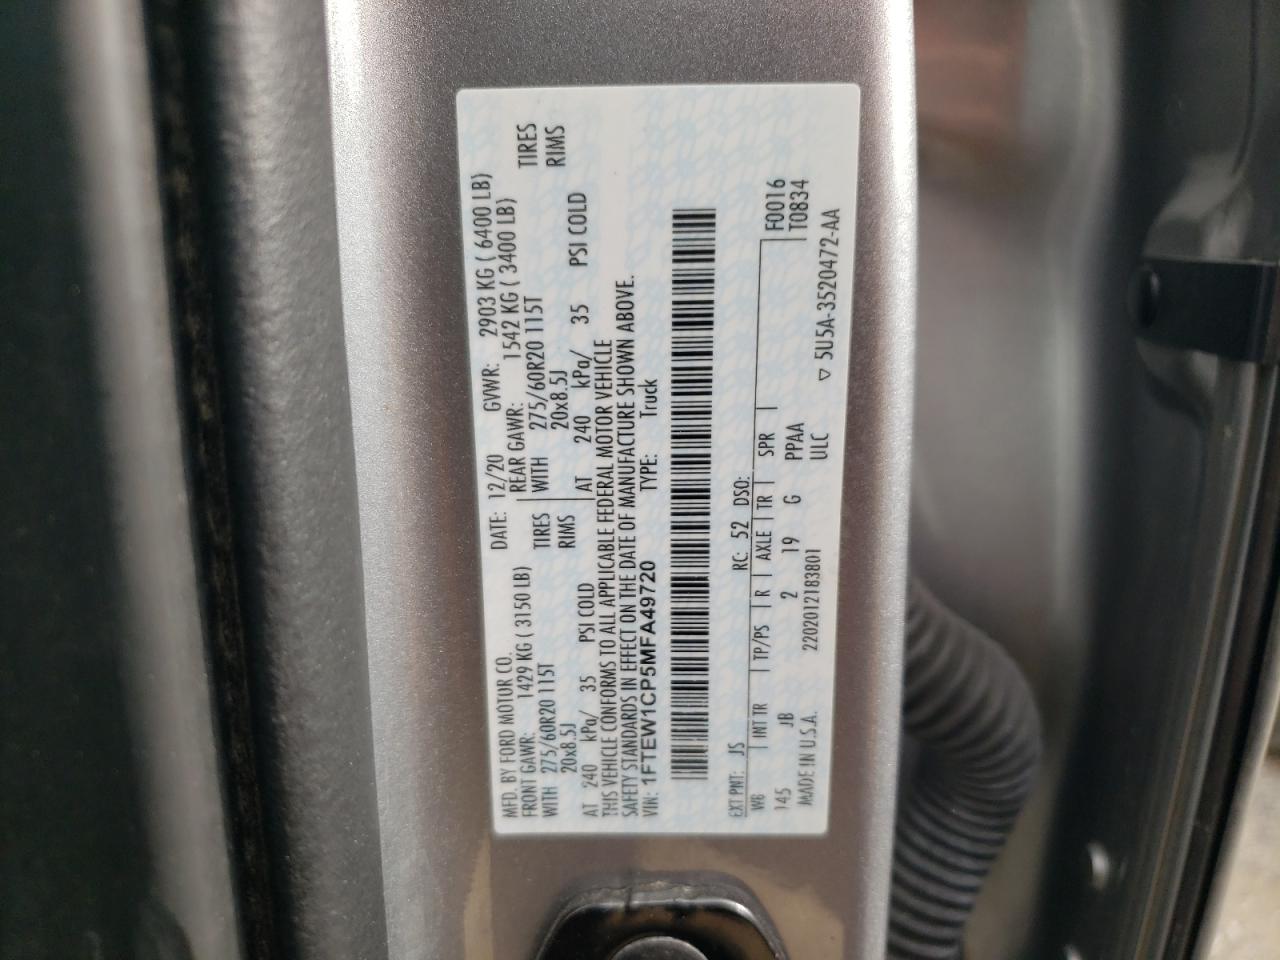 MFD. BY FORD MOTOR CO.
DATE: 12/20 GVWR: 2903 KG ( 6400 LB)
FRONT GAWR: 1429 KG ( 3150 LB)
REAR GAWR: 1542 KG ( 3400 LB)
WITH 275/60R20 115T TIRES
WITH 275/60R20 115T TIRES
20x8.5J RIMS
20x8.5J RIMS
AT 240 kPa/ 35 PSI COLD
AT 240 kPa/ 35 PSI COLD
THIS VEHICLE CONFORMS TO ALL APPLICABLE FEDERAL MOTOR VEHICLE
SAFETY STANDARDS IN EFFECT ON THE DATE OF MANUFACTURE SHOWN ABOVE.
VIN: 1FTEW1CP5MFA49720 TYPE: Truck
EXT PNT: JS RC: 52 DSO:
WB INT TR TP/PS R AXLE TR SPR F0016
145 JB 2 19 G PPAA T0834
MADE IN U.S.A. 2202012183801 ULC
▽ 5U5A-3520472-AA